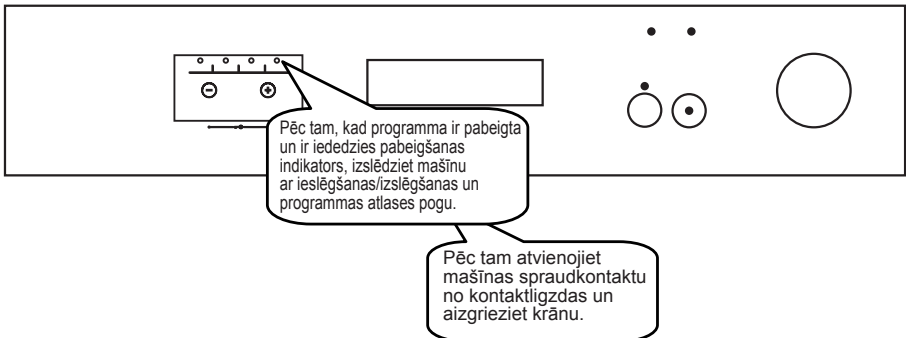 Pēc tam, kad programma ir pabeigta
un ir iededzies pabeigšanas
indikators, izslēdziet mašīnu
ar ieslēgšanas/izslēgšanas un
programmas atlases pogu.
Pēc tam atvienojiet
mašīnas spraudkontaktu
no kontaktligzdas un
aizgrieziet krānu.